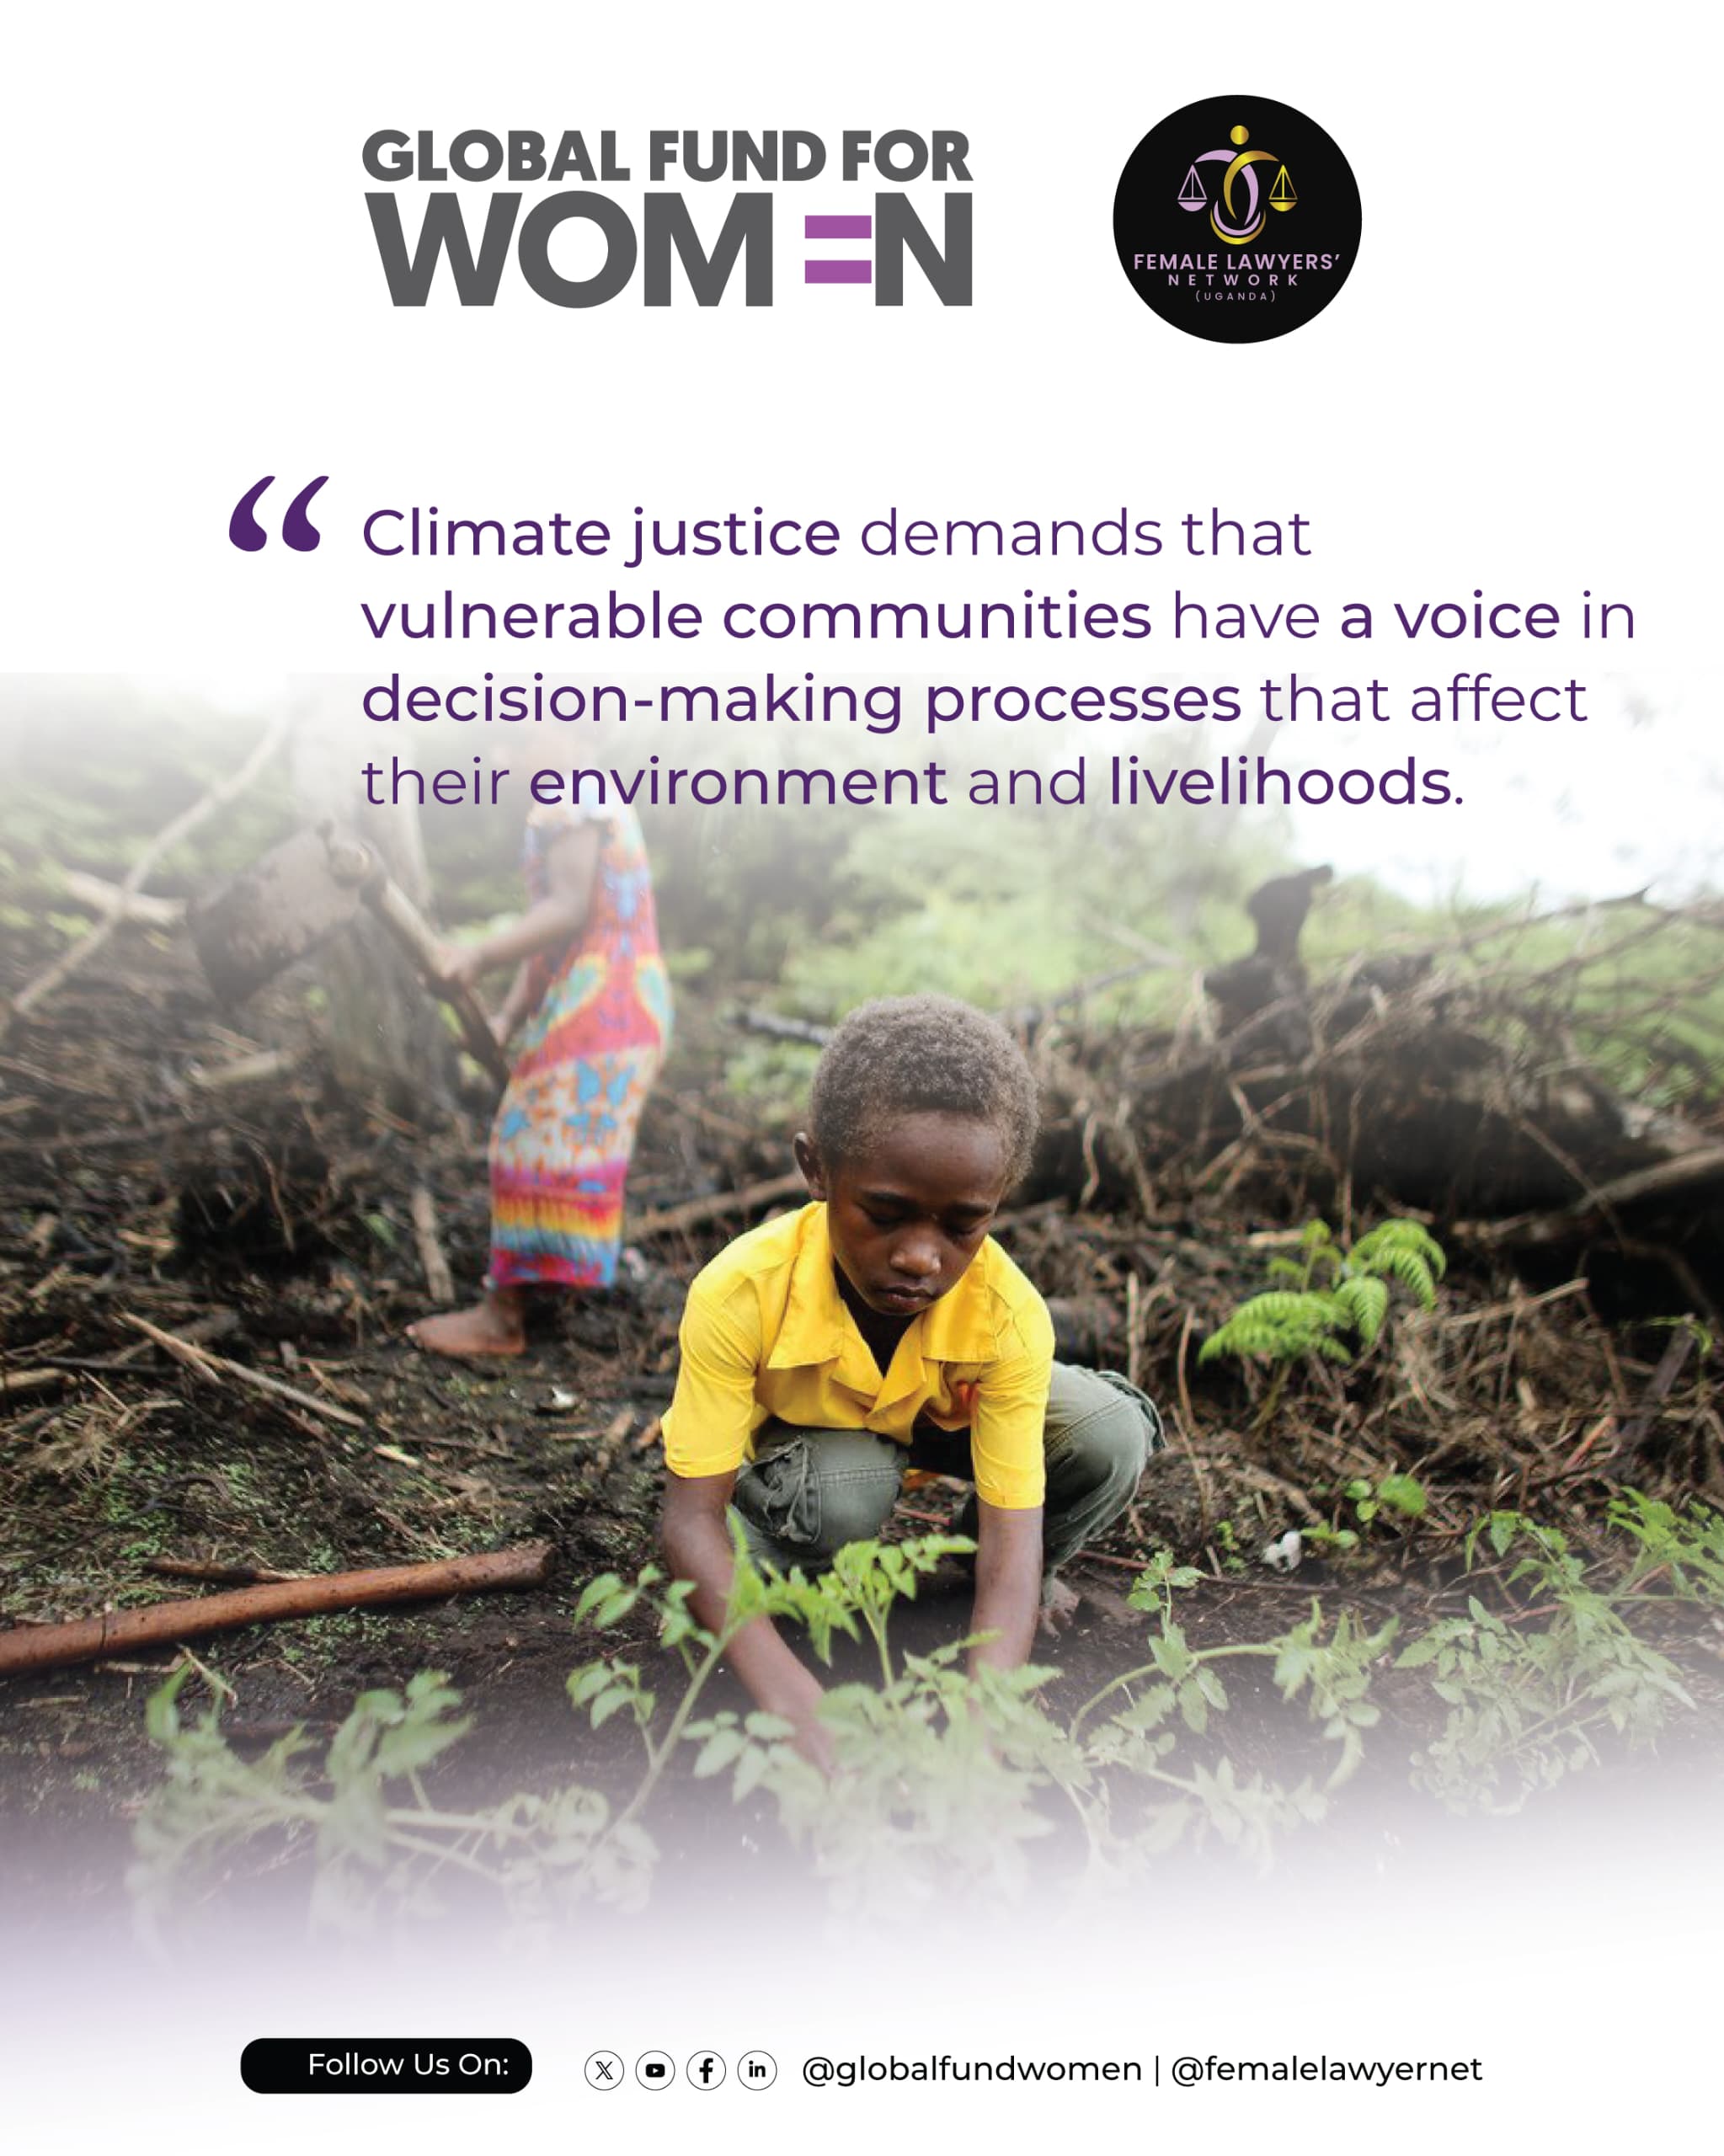 GLOBAL FUND FOR
WOMEN
FEMALE LAWYERS'
NETWORK
(UGANDA)
“ Climate justice demands that
vulnerable communities have a voice in
decision-making processes that affect
their environment and livelihoods.
Follow Us On:
@globalfundwomen | @femalelawyernet